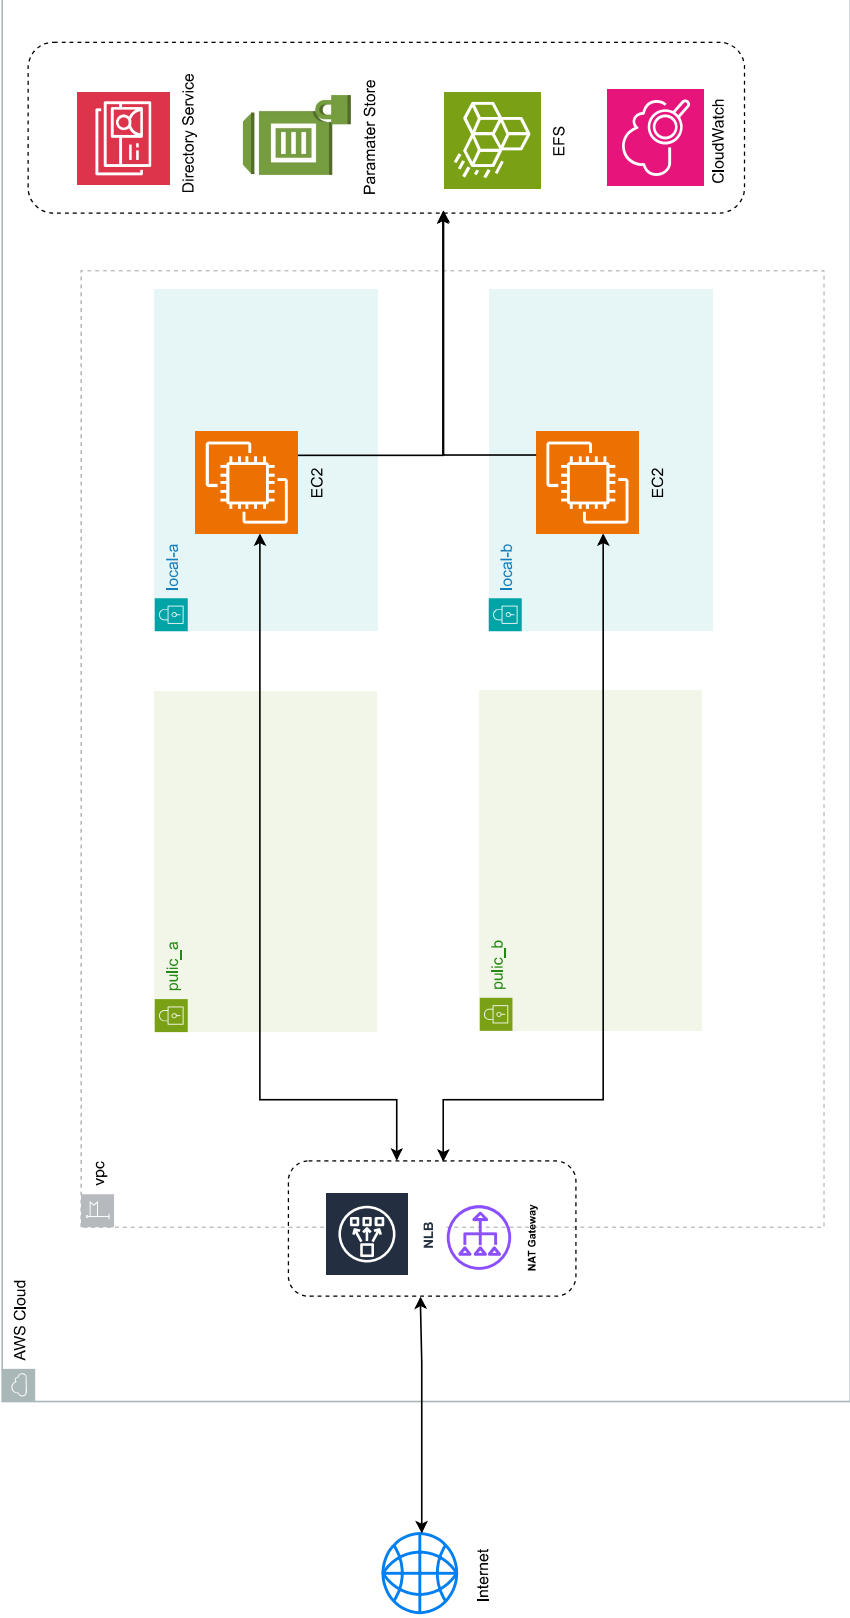 Internet
AWS Cloud
vpc
NLB
NAT Gateway
pulic_a
pulic_b
local-a
local-b
EC2
EC2
Directory Service
Paramater Store
EFS
CloudWatch